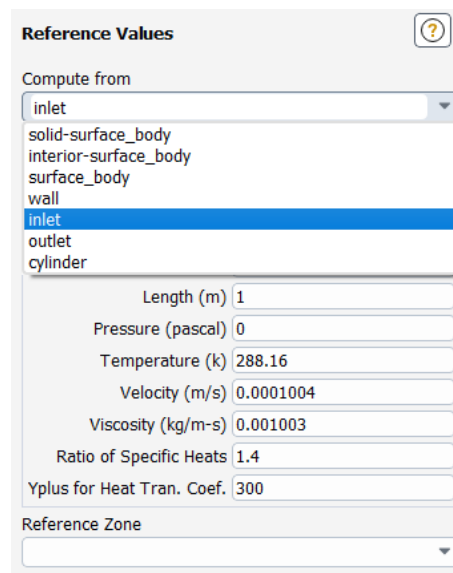 Reference Values
?
Compute from
inlet
solid-surface_body
interior-surface_body
surface_body
wall
inlet
outlet
cylinder
Length (m) 1
Pressure (pascal) 0
Temperature (k) 288.16
Velocity (m/s) 0.0001004
Viscosity (kg/m-s) 0.001003
Ratio of Specific Heats 1.4
Yplus for Heat Tran. Coef. 300
Reference Zone